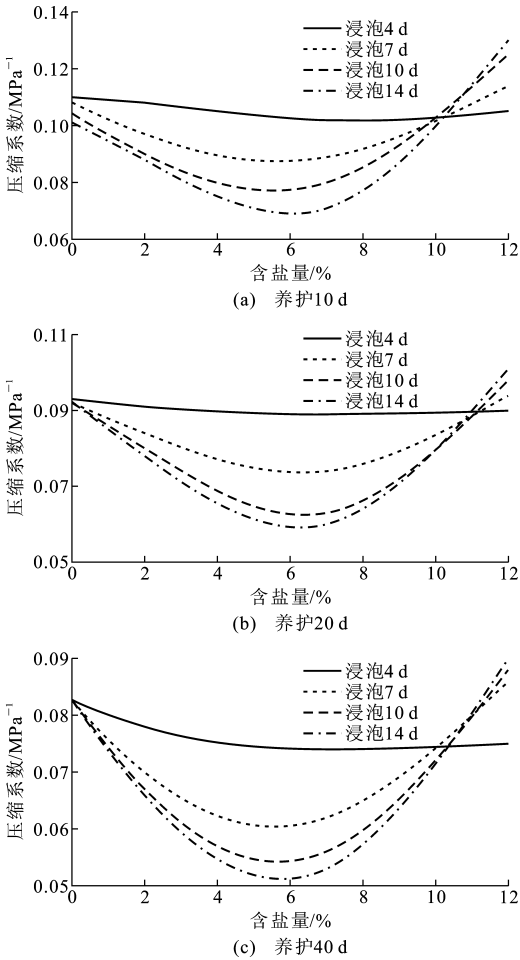 0.14
0.12
0.10
0.08
0.06
压缩系数/MPa⁻¹
浸泡4 d
浸泡7 d
浸泡10 d
浸泡14 d
0 2 4 6 8 10 12
含盐量/%
(a) 养护10 d
0.11
0.09
0.07
0.05
压缩系数/MPa⁻¹
浸泡4 d
浸泡7 d
浸泡10 d
浸泡14 d
0 2 4 6 8 10 12
含盐量/%
(b) 养护20 d
0.09
0.08
0.07
0.06
0.05
压缩系数/MPa⁻¹
浸泡4 d
浸泡7 d
浸泡10 d
浸泡14 d
0 2 4 6 8 10 12
含盐量/%
(c) 养护40 d